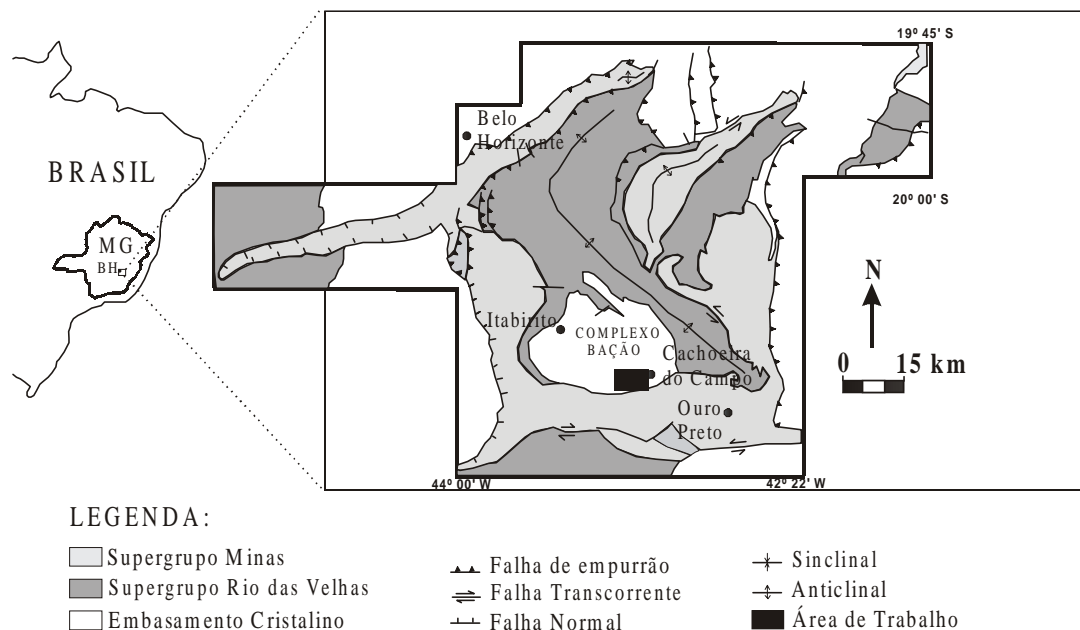 19º 45' S
Belo
Horizonte
BRASIL
20º 00' S
MG
BH
N
Itabirito
COMPLEXO
BAÇÃO
Cachoeira
do Campo
0 15 km
Ouro
Preto
44º 00' W
42º 22' W
LEGENDA:
Supergrupo Minas
Supergrupo Rio das Velhas
Embasamento Cristalino
Falha de empurrão
Falha Transcorrente
Falha Normal
Sinclinal
Anticlinal
Área de Trabalho